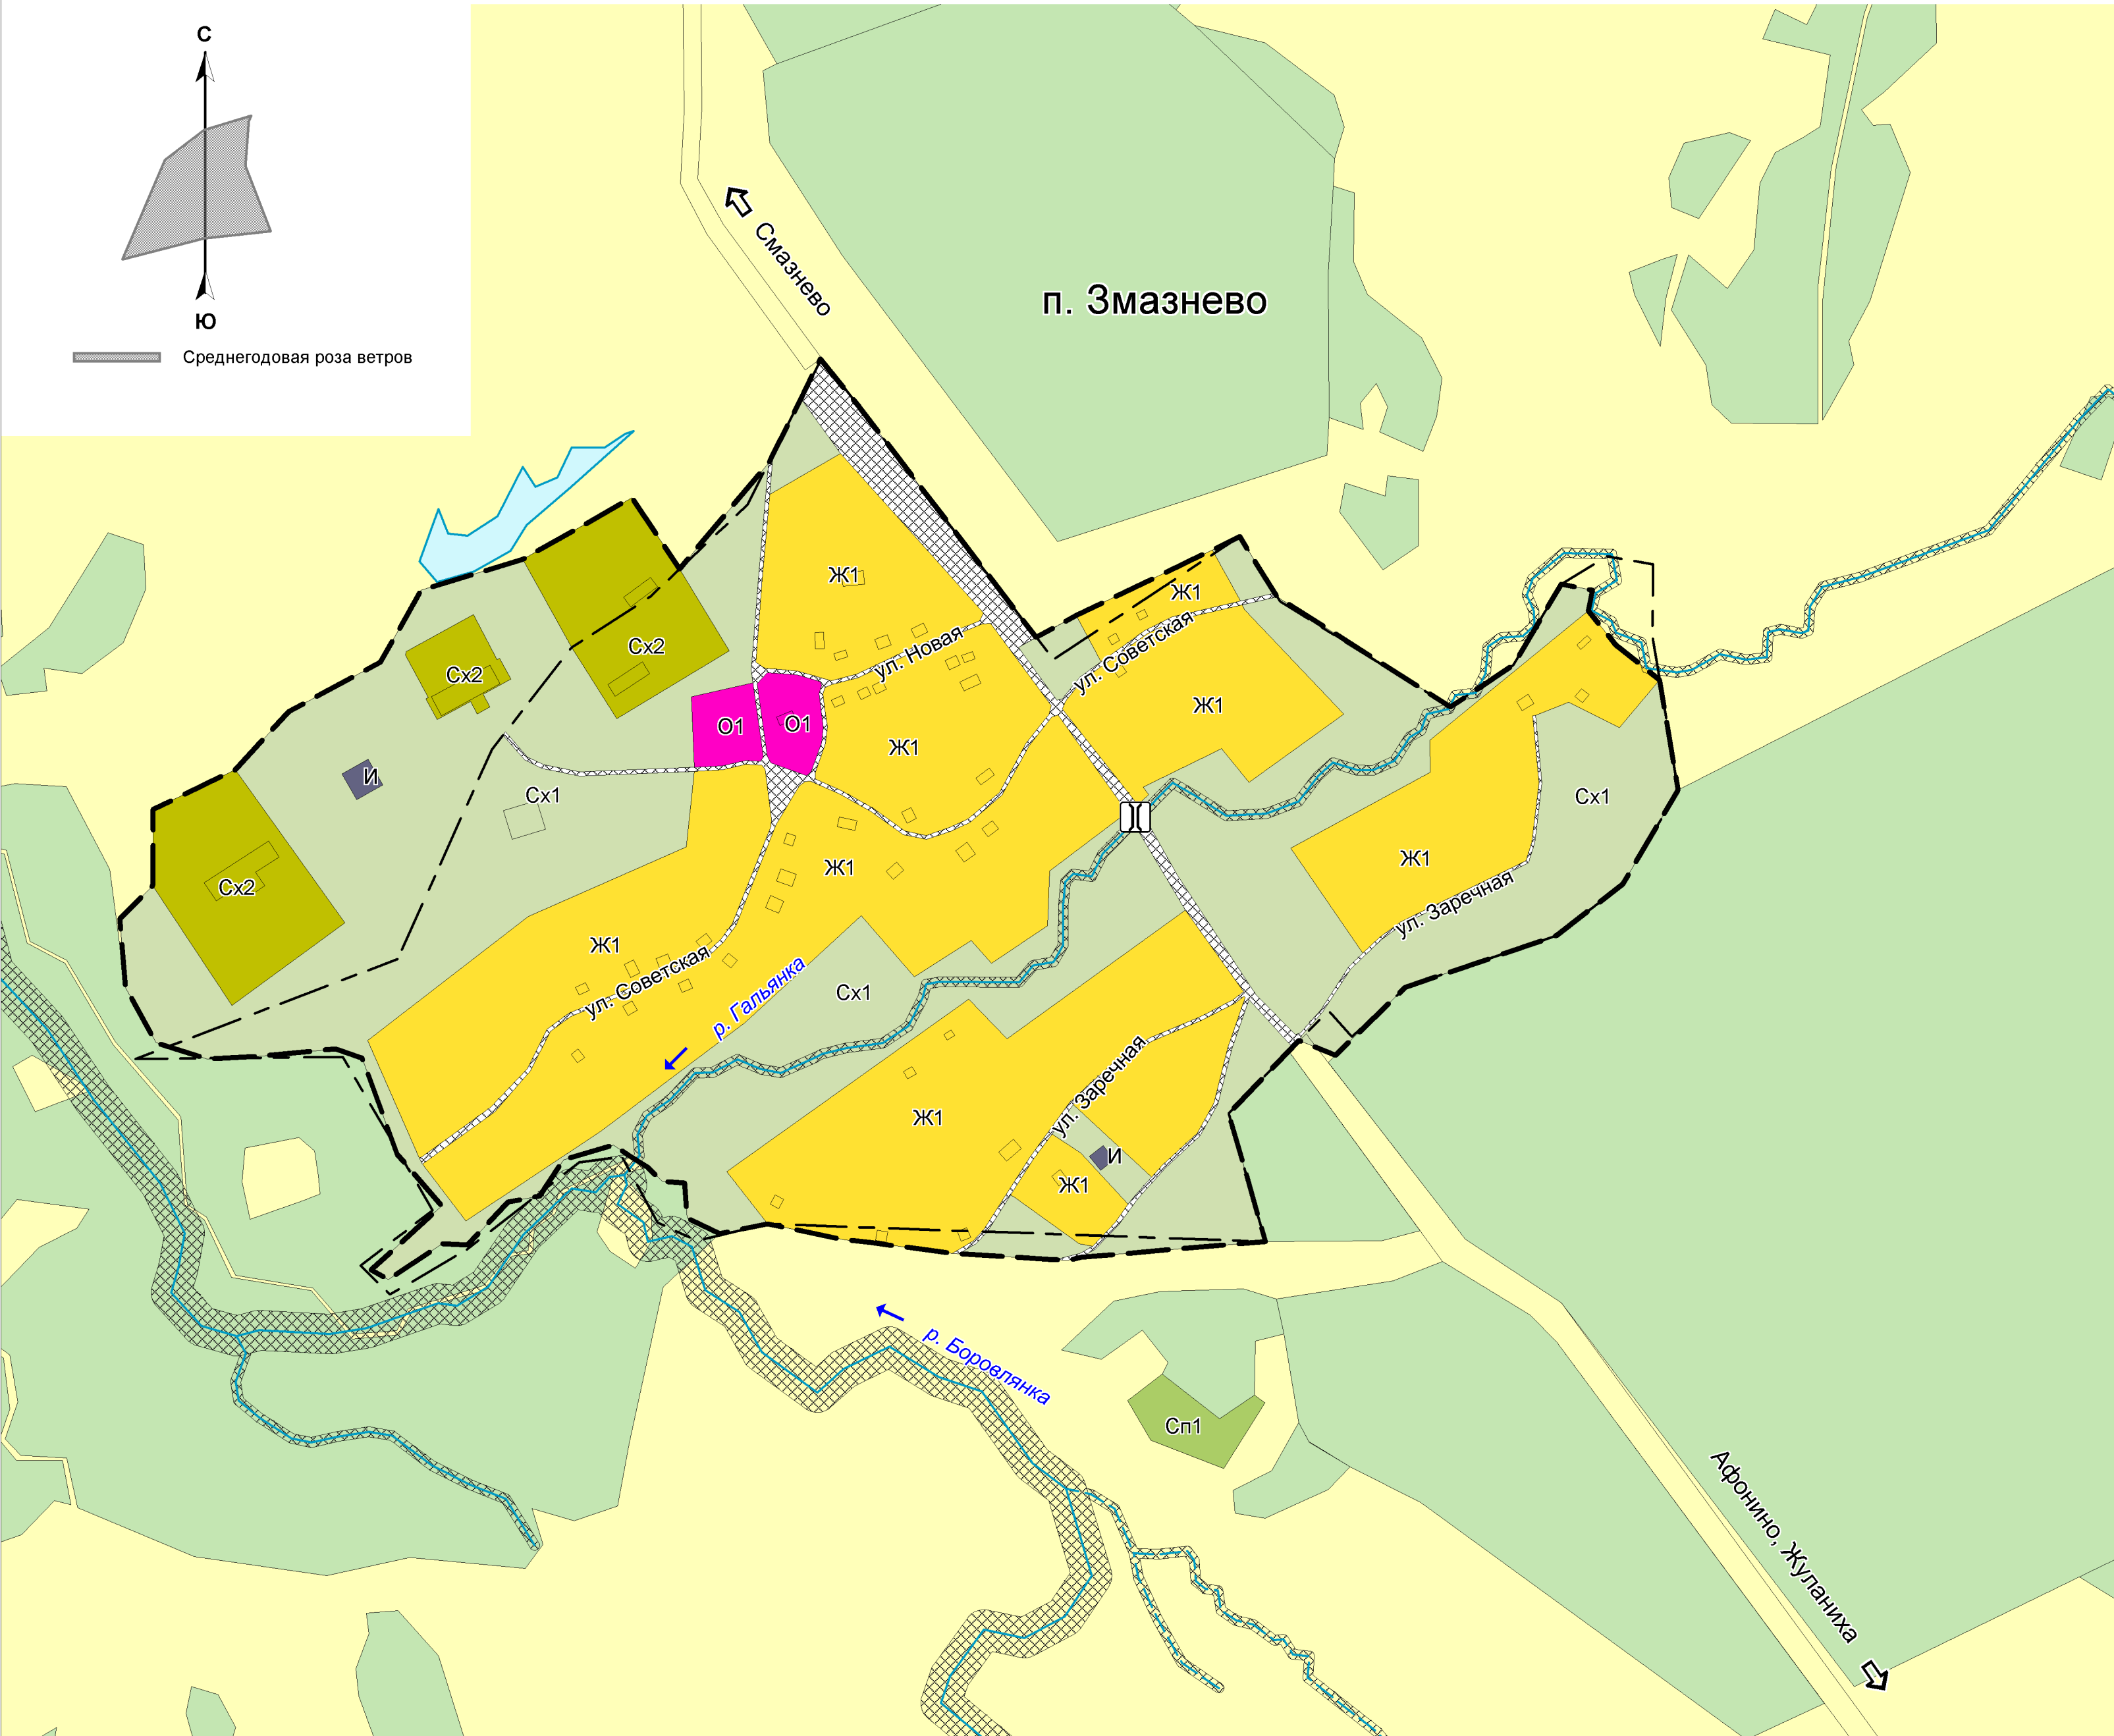 С
Ю
Среднегодовая роза ветров
Смазнево
п. Змазнево
Ж1
Ж1
ул. Советская
ул. Новая
Сх2
Сх2
О1
О1
Ж1
Ж1
И
Сх1
Сх1
Ж1
Ж1
Сх2
ул. Заречная
Ж1
ул. Советская
р. Гальянка
Сх1
ул. Заречная
Ж1
И
Ж1
р. Боровлянка
Сп1
Афонино, Жуланиха